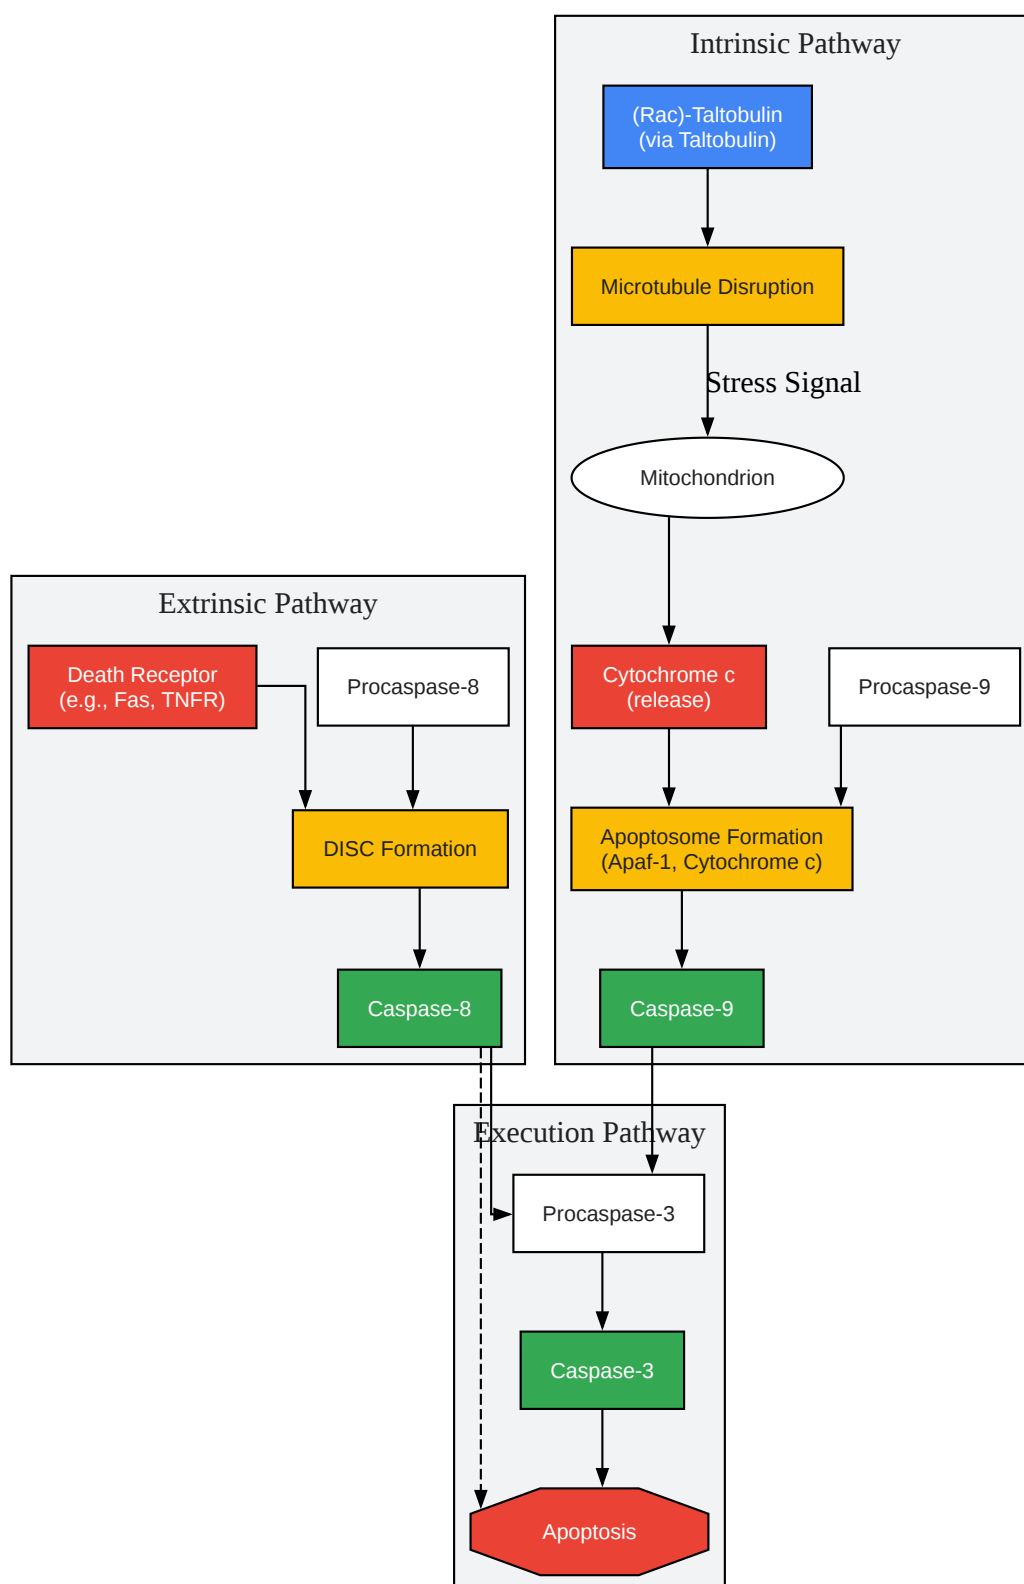 Intrinsic Pathway
(Rac)-Taltobulin
(via Taltobulin)
Microtubule Disruption
Stress Signal
Mitochondrion
Extrinsic Pathway
Death Receptor
(e.g., Fas, TNFR)
Procaspase-8
Cytochrome c
(release)
Procaspase-9
DISC Formation
Apoptosome Formation
(Apaf-1, Cytochrome c)
Caspase-8
Caspase-9
Execution Pathway
Procaspase-3
Caspase-3
Apoptosis